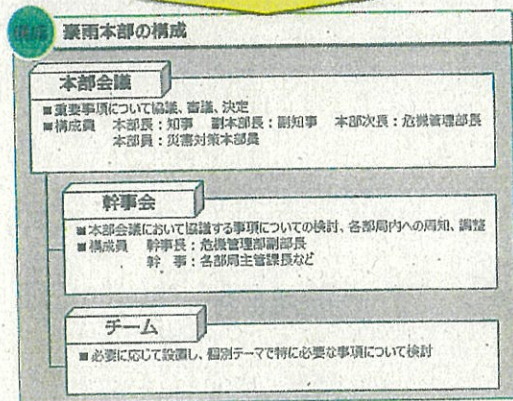 豪雨本部の構成
本部会議
■重要事項について協議、審議、決定
■構成員 本部長：知事 副本部長：副知事 本部次長：危機管理部長
本部員：災害対策本部員
幹事会
■本部会議において協議する事項についての検討、各部局内への周知、調整
■構成員 幹事長：危機管理部副部長
幹 事：各部局主管課長など
チーム
■必要に応じて設置し、個別テーマで特に必要な事項について検討